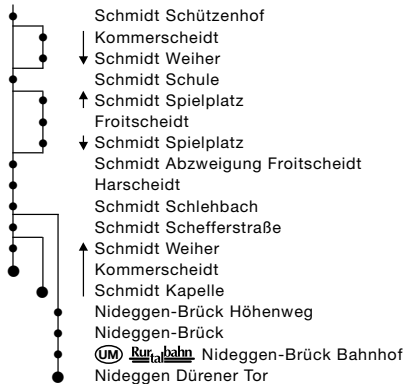 Schmidt Schützenhof
Kommerscheidt
Schmidt Weiher
Schmidt Schule
Schmidt Spielplatz
Froitscheidt
Schmidt Spielplatz
Schmidt Abzweigung Froitscheidt
Harscheidt
Schmidt Schlehbach
Schmidt Schefferstraße
Schmidt Weiher
Kommerscheidt
Schmidt Kapelle
Nideggen-Brück Höhenweg
Nideggen-Brück
UM Rurtalbahn Nideggen-Brück Bahnhof
Nideggen Dürener Tor